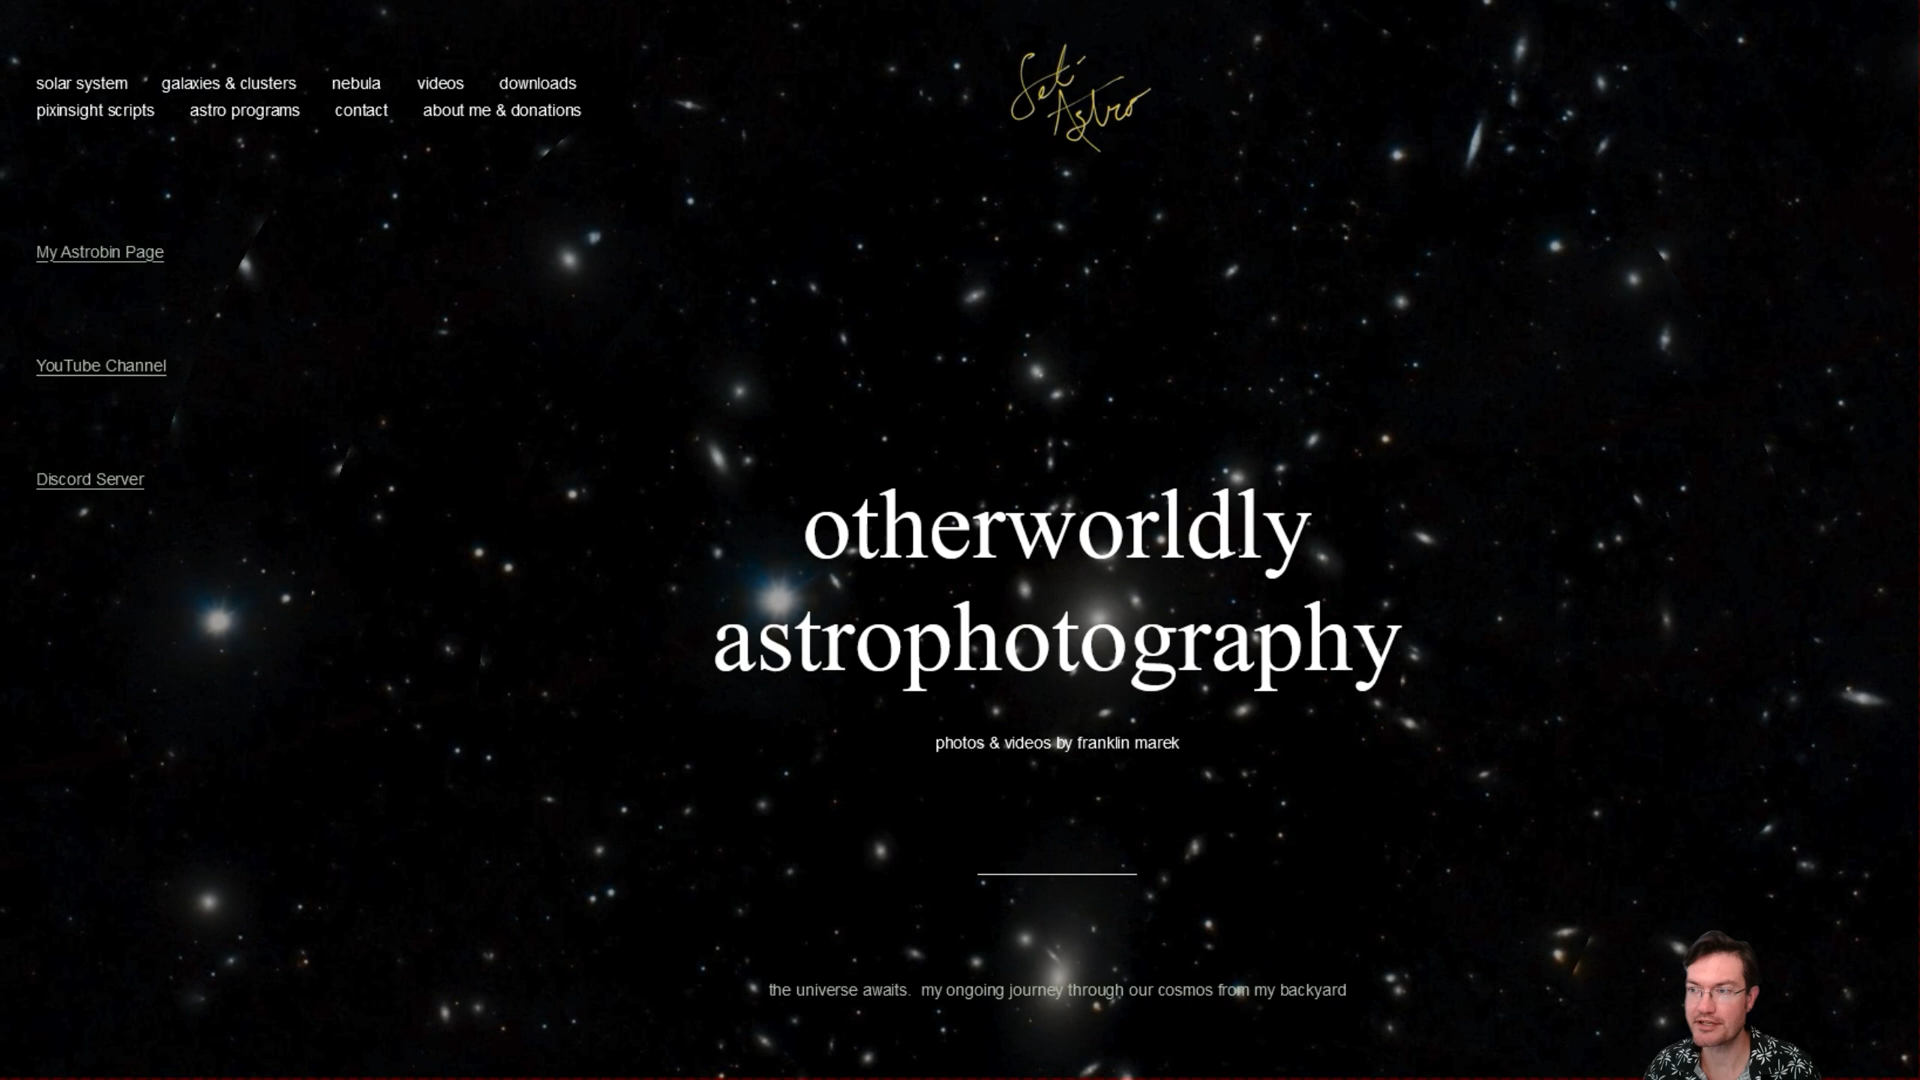 solar system galaxies & clusters nebula videos downloads
pixinsight scripts astro programs contact about me & donations
Seti
Astro
My Astrobin Page
YouTube Channel
Discord Server
otherworldly
astrophotography
photos & videos by franklin marek
the universe awaits. my ongoing journey through our cosmos from my backyard